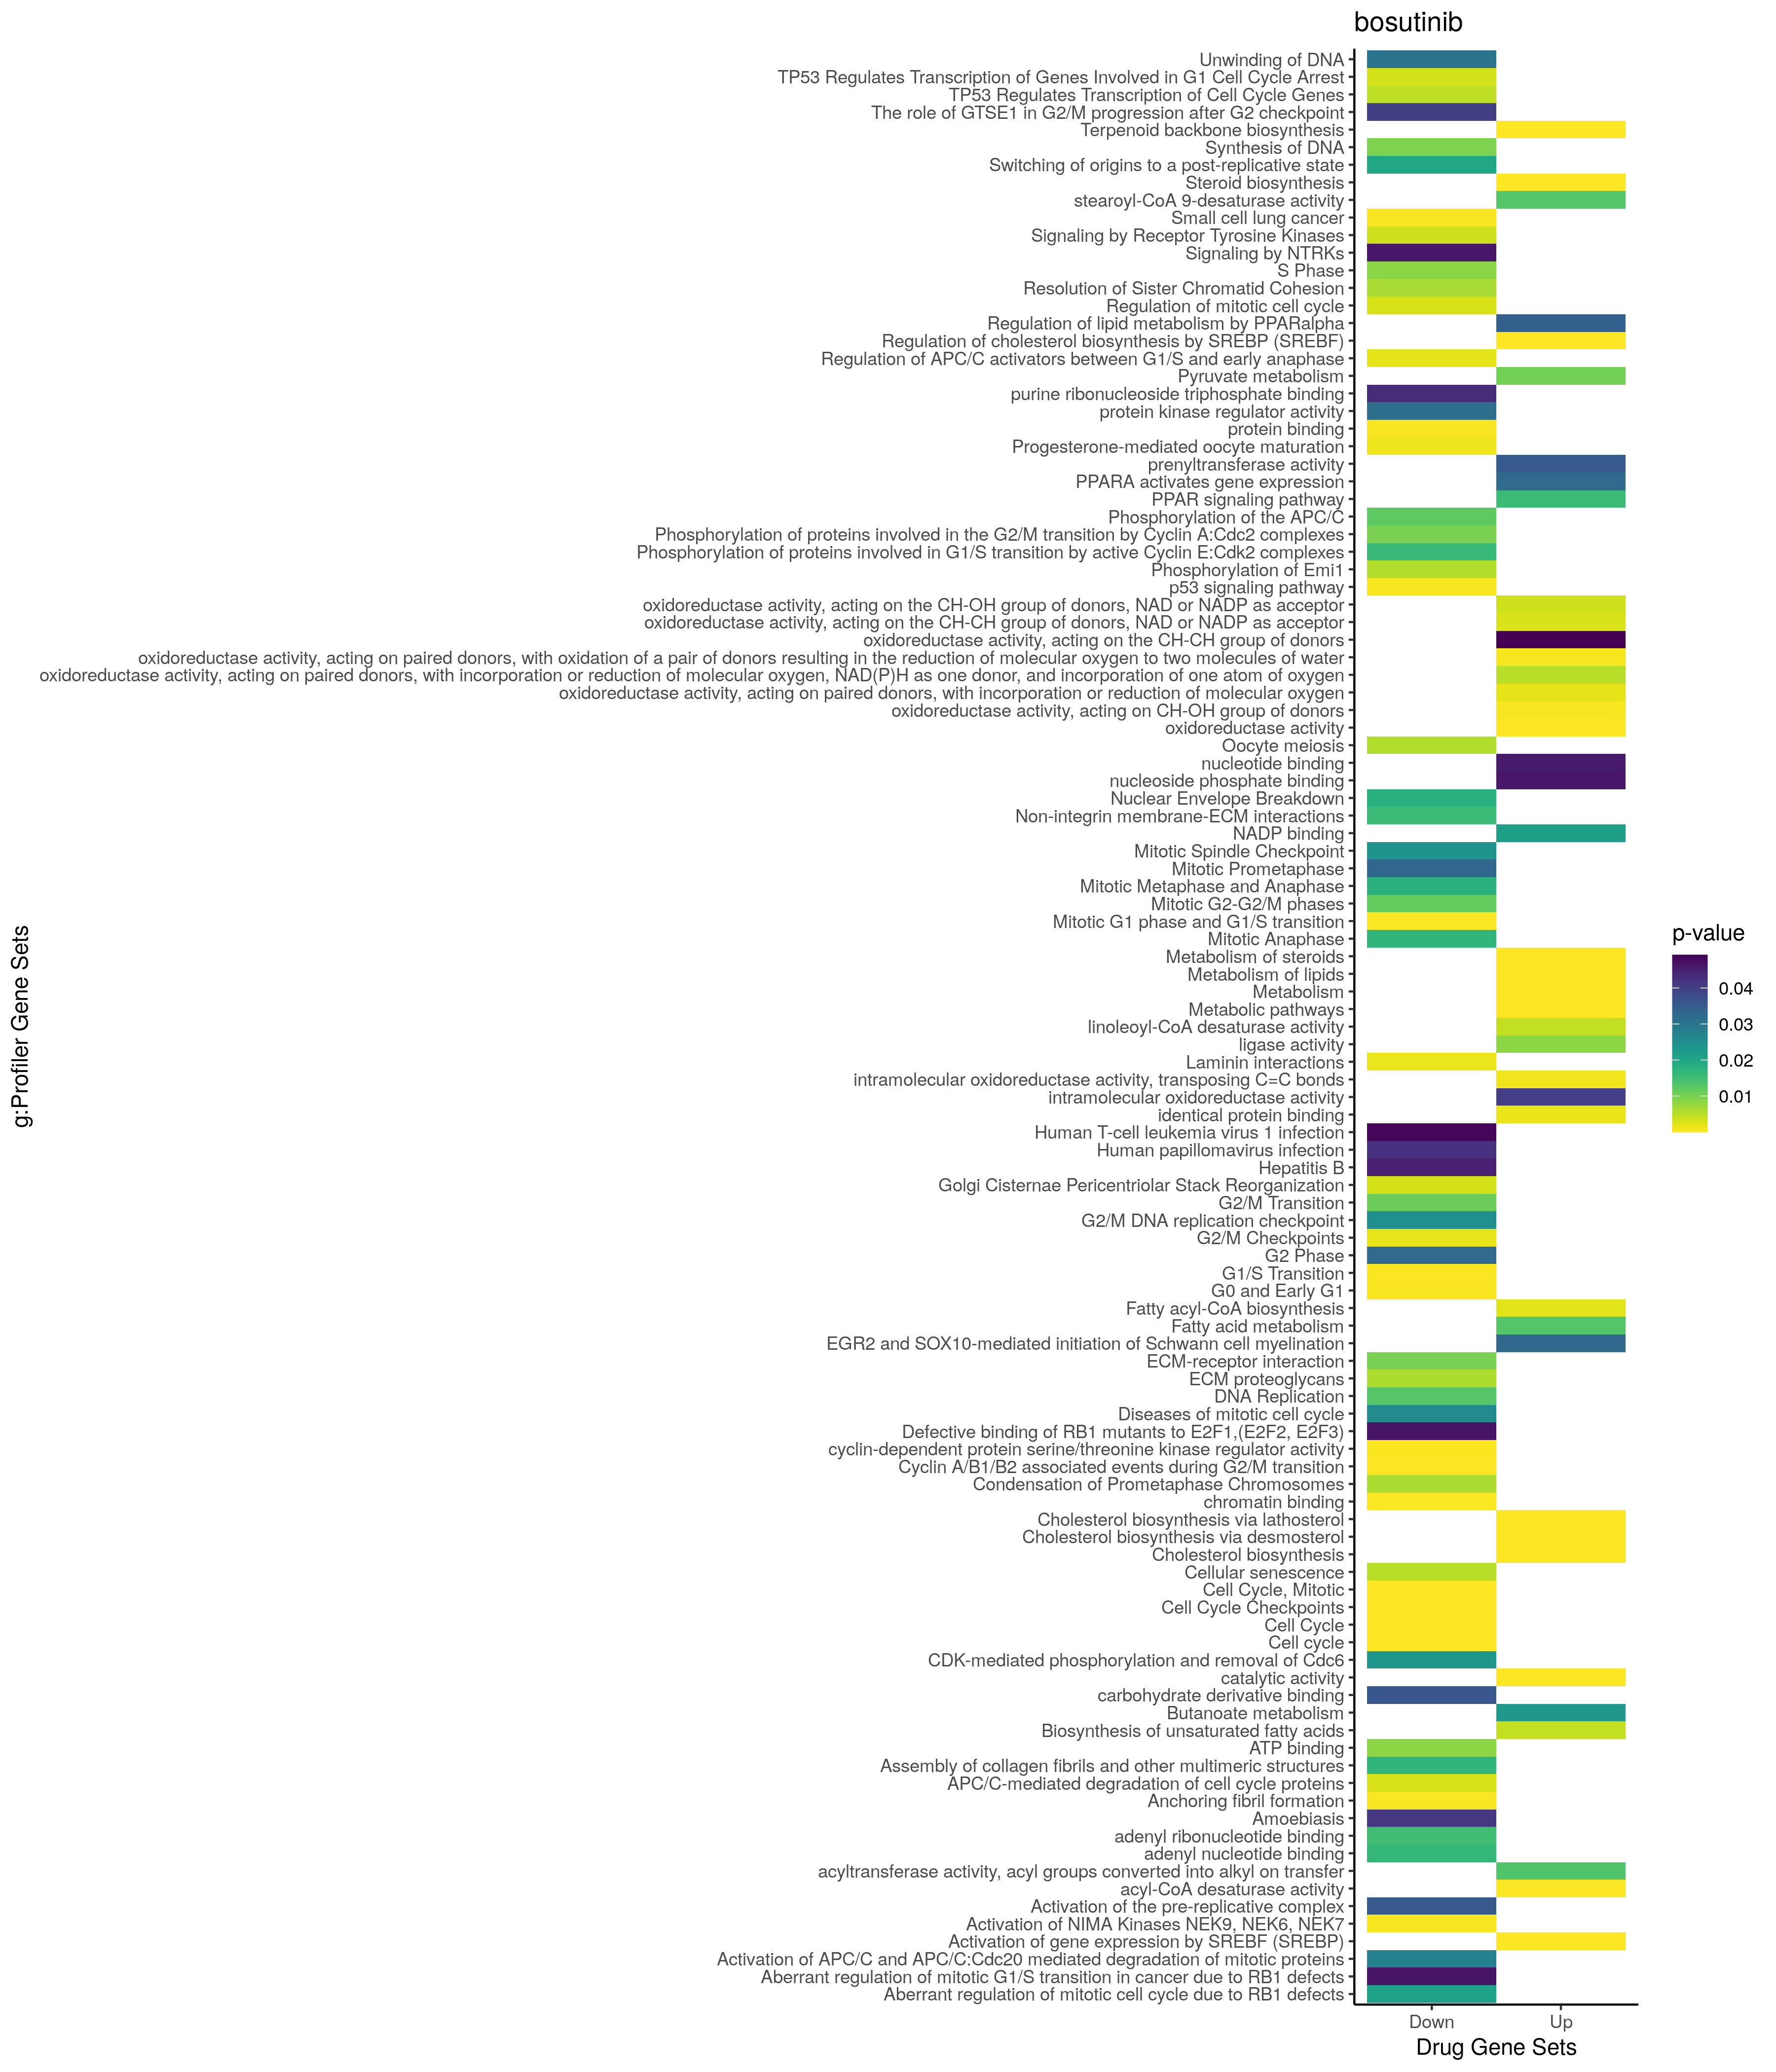 bosutinib
Unwinding of DNA
TP53 Regulates Transcription of Genes Involved in G1 Cell Cycle Arrest
TP53 Regulates Transcription of Cell Cycle Genes
The role of GTSE1 in G2/M progression after G2 checkpoint
Terpenoid backbone biosynthesis
Synthesis of DNA
Switching of origins to a post-replicative state
Steroid biosynthesis
stearoyl-CoA 9-desaturase activity
Small cell lung cancer
Signaling by Receptor Tyrosine Kinases
Signaling by NTRKs
S Phase
Resolution of Sister Chromatid Cohesion
Regulation of mitotic cell cycle
Regulation of lipid metabolism by PPARalpha
Regulation of cholesterol biosynthesis by SREBP (SREBF)
Regulation of APC/C activators between G1/S and early anaphase
Pyruvate metabolism
purine ribonucleoside triphosphate binding
protein kinase regulator activity
protein binding
Progesterone-mediated oocyte maturation
prenyltransferase activity
PPARA activates gene expression
PPAR signaling pathway
Phosphorylation of the APC/C
Phosphorylation of proteins involved in the G2/M transition by Cyclin A:Cdc2 complexes
Phosphorylation of proteins involved in G1/S transition by active Cyclin E:Cdk2 complexes
Phosphorylation of Emi1
p53 signaling pathway
oxidoreductase activity, acting on the CH-OH group of donors, NAD or NADP as acceptor
oxidoreductase activity, acting on the CH-CH group of donors, NAD or NADP as acceptor
oxidoreductase activity, acting on the CH-CH group of donors
oxidoreductase activity, acting on paired donors, with oxidation of a pair of donors resulting in the reduction of molecular oxygen to two molecules of water
oxidoreductase activity, acting on paired donors, with incorporation or reduction of molecular oxygen, NAD(P)H as one donor, and incorporation of one atom of oxygen
oxidoreductase activity, acting on paired donors, with incorporation or reduction of molecular oxygen
oxidoreductase activity, acting on CH-OH group of donors
oxidoreductase activity
Oocyte meiosis
nucleotide binding
nucleoside phosphate binding
Nuclear Envelope Breakdown
Non-integrin membrane-ECM interactions
NADP binding
Mitotic Spindle Checkpoint
Mitotic Prometaphase
Mitotic Metaphase and Anaphase
Mitotic G2-G2/M phases
Mitotic G1 phase and G1/S transition
Mitotic Anaphase
Metabolism of steroids
Metabolism of lipids
Metabolism
Metabolic pathways
linoleoyl-CoA desaturase activity
ligase activity
Laminin interactions
intramolecular oxidoreductase activity, transposing C=C bonds
intramolecular oxidoreductase activity
identical protein binding
Human T-cell leukemia virus 1 infection
Human papillomavirus infection
Hepatitis B
Golgi Cisternae Pericentriolar Stack Reorganization
G2/M Transition
G2/M DNA replication checkpoint
G2/M Checkpoints
G2 Phase
G1/S Transition
G0 and Early G1
Fatty acyl-CoA biosynthesis
Fatty acid metabolism
EGR2 and SOX10-mediated initiation of Schwann cell myelination
ECM-receptor interaction
ECM proteoglycans
DNA Replication
Diseases of mitotic cell cycle
Defective binding of RB1 mutants to E2F1,(E2F2, E2F3)
cyclin-dependent protein serine/threonine kinase regulator activity
Cyclin A/B1/B2 associated events during G2/M transition
Condensation of Prometaphase Chromosomes
chromatin binding
Cholesterol biosynthesis via lathosterol
Cholesterol biosynthesis via desmosterol
Cholesterol biosynthesis
Cellular senescence
Cell Cycle, Mitotic
Cell Cycle Checkpoints
Cell Cycle
Cell cycle
CDK-mediated phosphorylation and removal of Cdc6
catalytic activity
carbohydrate derivative binding
Butanoate metabolism
Biosynthesis of unsaturated fatty acids
ATP binding
Assembly of collagen fibrils and other multimeric structures
APC/C-mediated degradation of cell cycle proteins
Anchoring fibril formation
Amoebiasis
adenyl ribonucleotide binding
adenyl nucleotide binding
acyltransferase activity, acyl groups converted into alkyl on transfer
acyl-CoA desaturase activity
Activation of the pre-replicative complex
Activation of NIMA Kinases NEK9, NEK6, NEK7
Activation of gene expression by SREBF (SREBP)
Activation of APC/C and APC/C:Cdc20 mediated degradation of mitotic proteins
Aberrant regulation of mitotic G1/S transition in cancer due to RB1 defects
Aberrant regulation of mitotic cell cycle due to RB1 defects
Down
Up
Drug Gene Sets
g:Profiler Gene Sets
p-value
0.04
0.03
0.02
0.01